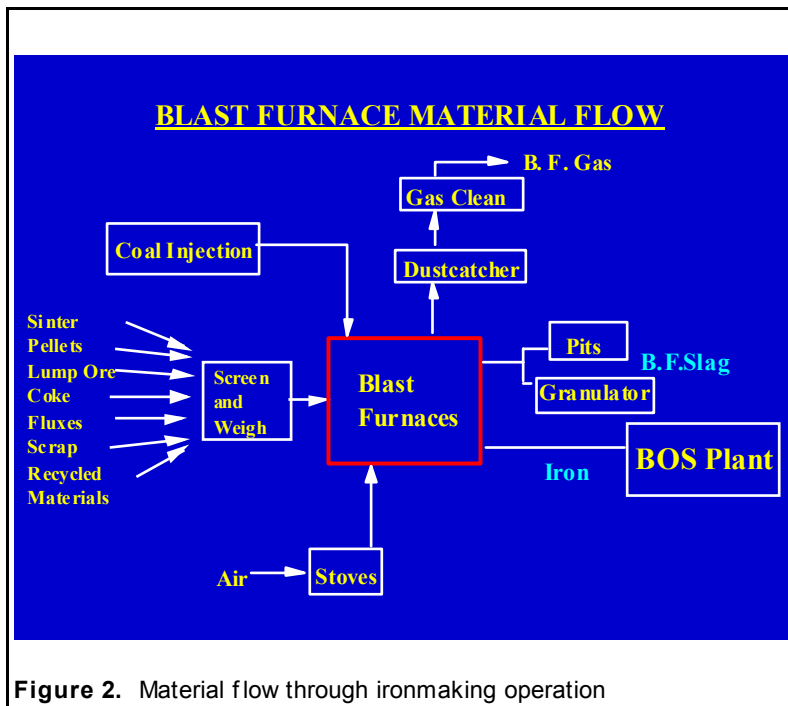 BLAST FURNACE MATERIAL FLOW
B. F. Gas
Gas Clean
Coal Injection
Dustcatcher
Sinter
Pellets
Lump Ore
Coke
Fluxes
Scrap
Recycled
Materials
Screen
and
Weigh
Blast
Furnaces
Pits
B.F.Slag
Granulator
BOS Plant
Iron
Air
Stoves
Figure 2. Material flow through ironmaking operation